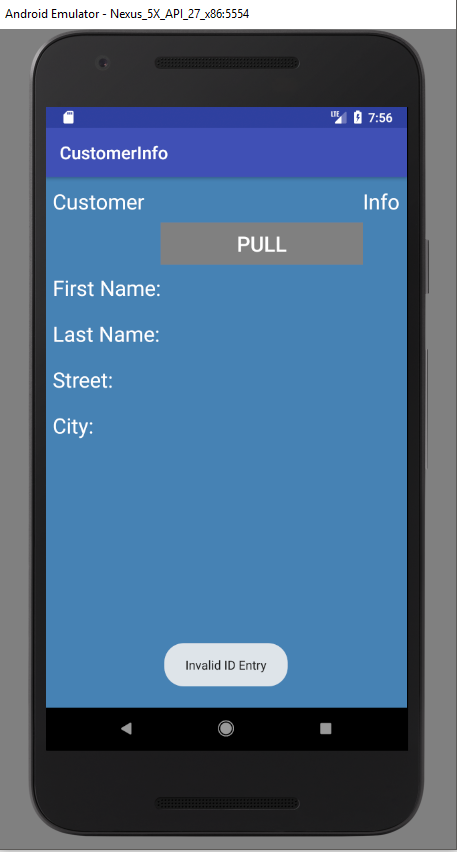 Android Emulator - Nexus_5X_API_27_x86:5554
LTE 7:56
CustomerInfo
Customer Info
PULL
First Name:
Last Name:
Street:
City:
Invalid ID Entry